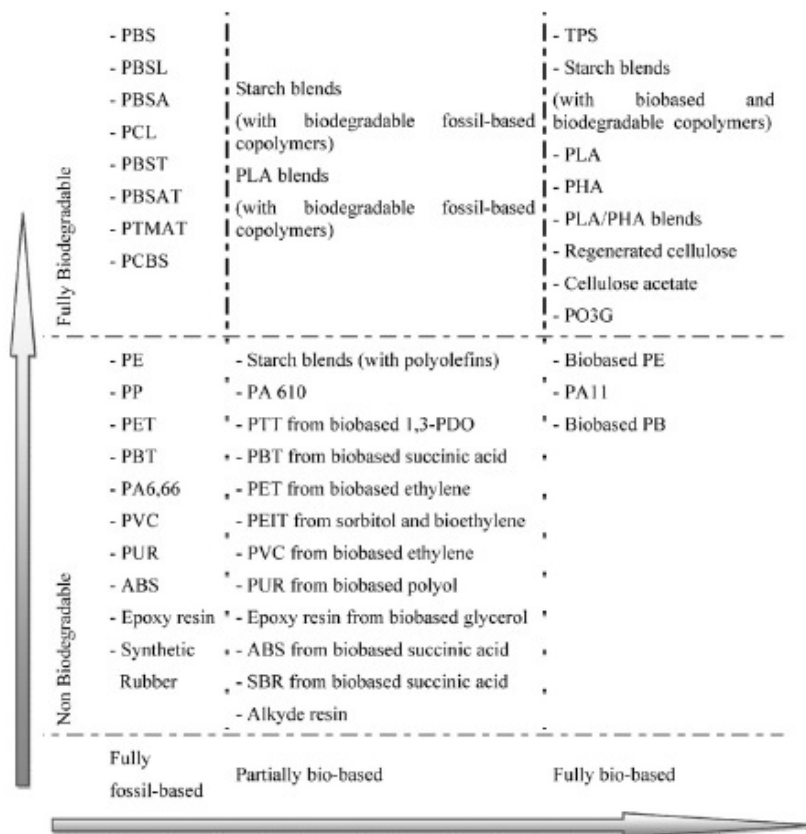 - PBS
- PBSL
- PBSA
- PCL
- PBST
- PBSAT
- PTMAT
- PCBS
Starch blends
(with biodegradable fossil-based
copolymers)
PLA blends
(with biodegradable fossil-based
copolymers)
- TPS
- Starch blends
(with biobased and
biodegradable copolymers)
- PLA
- PHA
- PLA/PHA blends
- Regenerated cellulose
- Cellulose acetate
- PO3G
Fully Biodegradable
- PE
- PP
- PET
- PBT
- PA6,66
- PVC
- PUR
- ABS
- Epoxy resin
- Synthetic
Rubber
- Starch blends (with polyolefins)
- PA 610
- PTT from biobased 1,3-PDO
- PBT from biobased succinic acid
- PET from biobased ethylene
- PEIT from sorbitol and bioethylene
- PVC from biobased ethylene
- PUR from biobased polyol
- Epoxy resin from biobased glycerol
- ABS from biobased succinic acid
- SBR from biobased succinic acid
- Alkyde resin
- Biobased PE
- PA11
- Biobased PB
Non Biodegradable
Fully
fossil-based
Partially bio-based
Fully bio-based